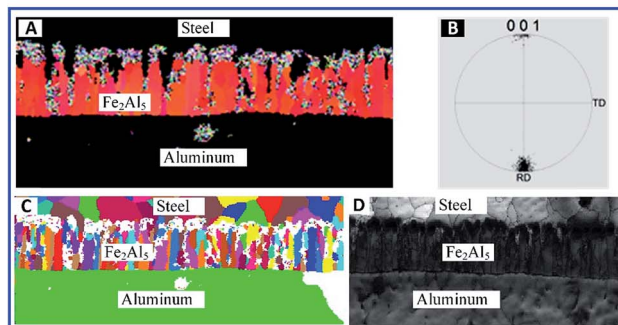 A
Steel
Fe₂Al₅
Aluminum
B
0 0 1
TD
RD
C
Steel
Fe₂Al₅
Aluminum
D
Steel
Fe₂Al₅
Aluminum